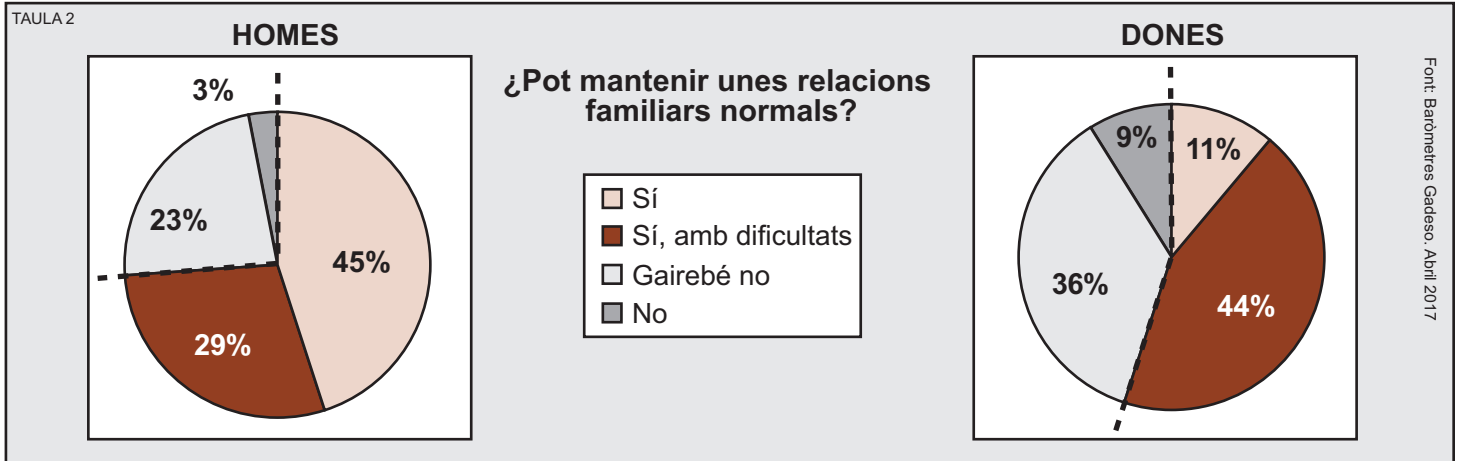 TAULA 2
HOMES
3%
23%
45%
29%
¿Pot mantenir unes relacions
familiars normals?
Sí
Sí, amb dificultats
Gairebé no
No
DONES
9%
11%
36%
44%
Font: Baròmetres Gadeso. Abril 2017